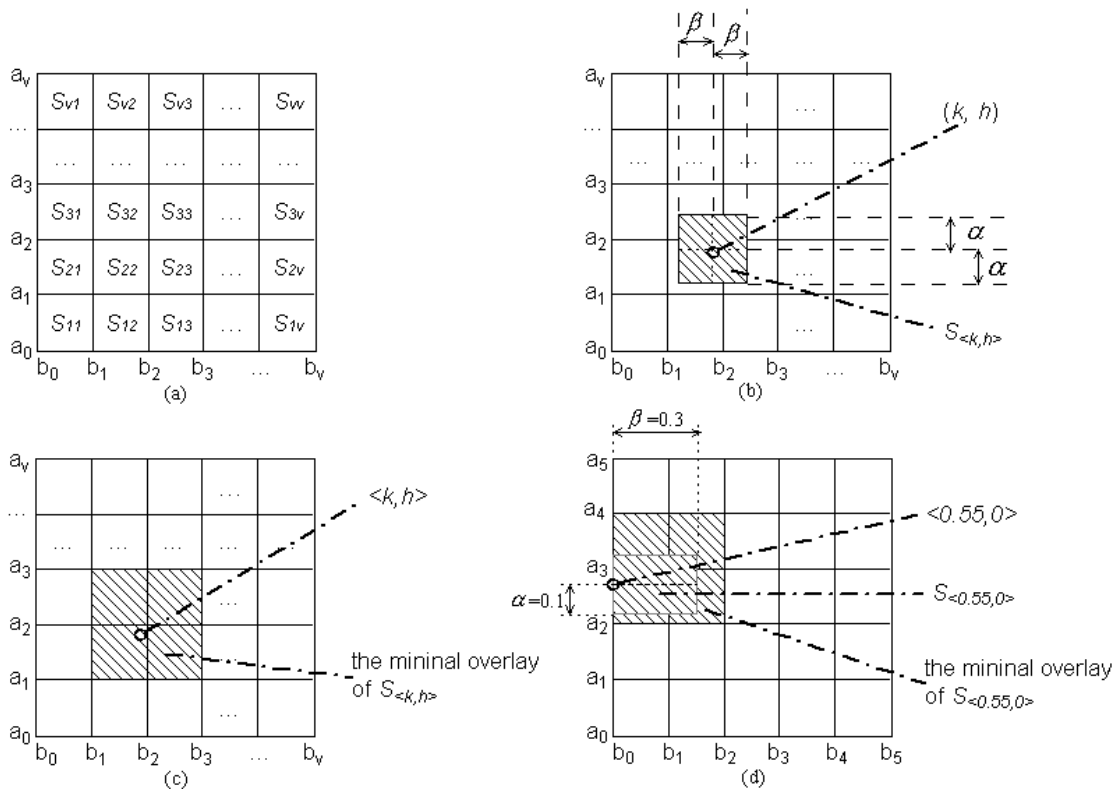 a_v S_v1 S_v2 S_v3 ... S_vv
...
... ... ... ... ...
a_3
S_31 S_32 S_33 ... S_3v
a_2
S_21 S_22 S_23 ... S_2v
a_1
S_11 S_12 S_13 ... S_1v
a_0
b_0 b_1 b_2 b_3 ... b_v
(a)
β
β
a_v
...
...
(k, h)
... ... ... ... ...
a_3
...
α
a_2
α
...
a_1
S_<k,h>
...
a_0
b_0 b_1 b_2 b_3 ... b_v
(b)
a_v
...
<k,h>
...
... ... ... ... ...
a_3
...
a_2
the mininal overlay
of S_<k,h>
a_1
...
a_0
b_0 b_1 b_2 b_3 ... b_v
(c)
β=0.3
a_5
a_4
<0.55,0>
a_3
α=0.1
S_<0.55,0>
a_2
the mininal overlay
of S_<0.55,0>
a_1
a_0
b_0 b_1 b_2 b_3 b_4 b_5
(d)